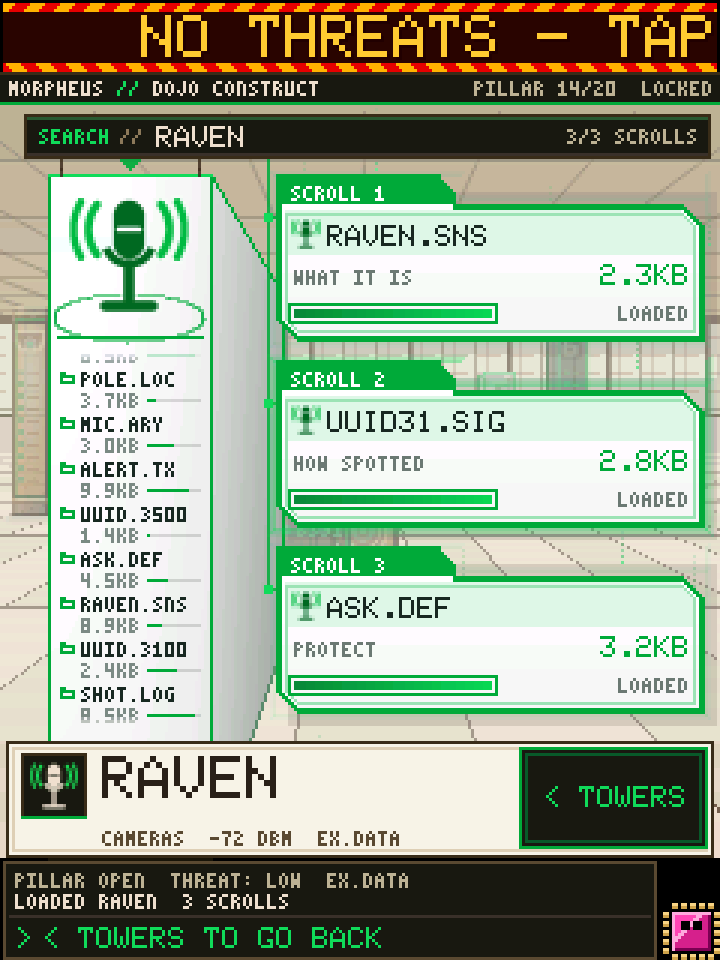 NO THREATS - TAP
MORPHEUS // DOJO CONSTRUCT PILLAR 14/20 LOCKED
SEARCH // RAVEN 3/3 SCROLLS
POLE.LOC
3.7KB
MIC.ARY
3.0KB
ALERT.TX
9.9KB
UUID.3500
1.4KB
ASK.DEF
4.5KB
RAVEN.SNS
8.9KB
UUID.3100
2.4KB
SHOT.LOG
8.5KB
SCROLL 1
RAVEN.SNS
WHAT IT IS 2.3KB
LOADED
SCROLL 2
UUID31.SIG
HOW SPOTTED 2.8KB
LOADED
SCROLL 3
ASK.DEF
PROTECT 3.2KB
LOADED
RAVEN
CAMERAS -72 DBM EX.DATA
< TOWERS
PILLAR OPEN THREAT: LOW EX.DATA
LOADED RAVEN 3 SCROLLS
> < TOWERS TO GO BACK